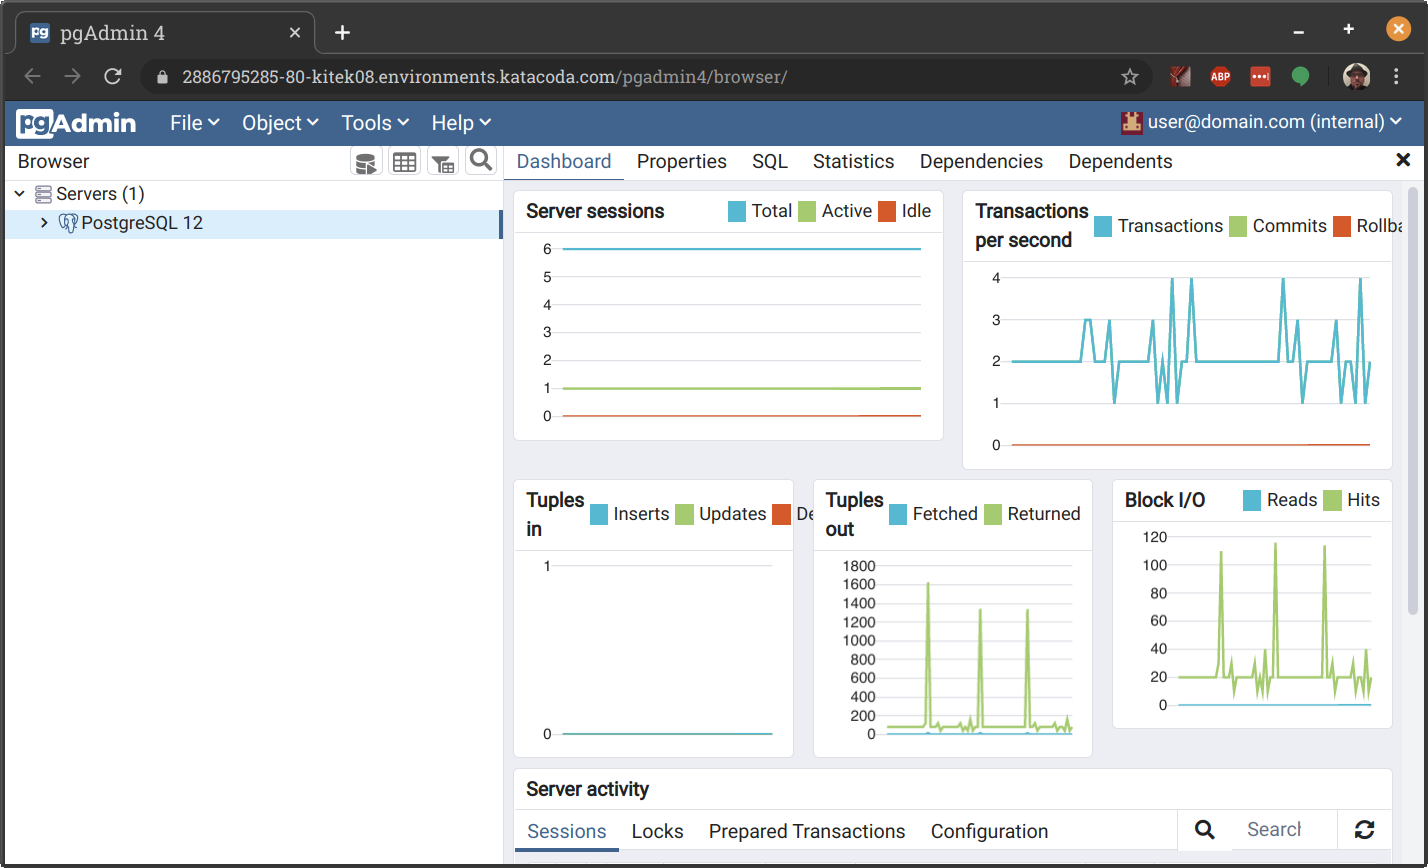 pg pgAdmin 4
2886795285-80-kitek08.environments.katacoda.com/pgadmin4/browser/
ABP
pgAdmin File Object Tools Help user@domain.com (internal)
Browser
Dashboard Properties SQL Statistics Dependencies Dependents
Servers (1)
PostgreSQL 12
Server sessions
Total Active Idle
6
5
4
3
2
1
0
Transactions
per second
Transactions Commits Rollba
4
3
2
1
0
Tuples
in
Inserts Updates De
1
0
Tuples
out
Fetched Returned
1800
1600
1400
1200
1000
800
600
400
200
0
Block I/O
Reads Hits
120
100
80
60
40
20
0
Server activity
Sessions Locks Prepared Transactions Configuration Search